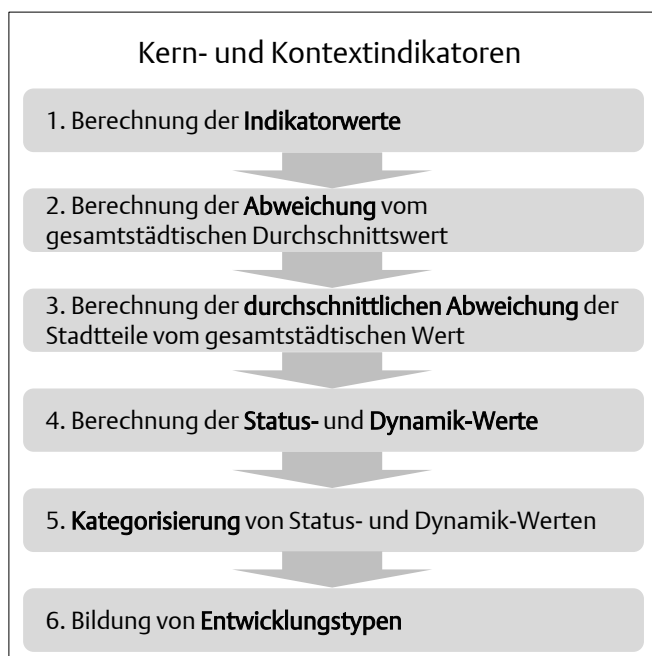 Kern- und Kontextindikatoren
1. Berechnung der Indikatorwerte
2. Berechnung der Abweichung vom
gesamtstädtischen Durchschnittswert
3. Berechnung der durchschnittlichen Abweichung der
Stadtteile vom gesamtstädtischen Wert
4. Berechnung der Status- und Dynamik-Werte
5. Kategorisierung von Status- und Dynamik-Werten
6. Bildung von Entwicklungstypen